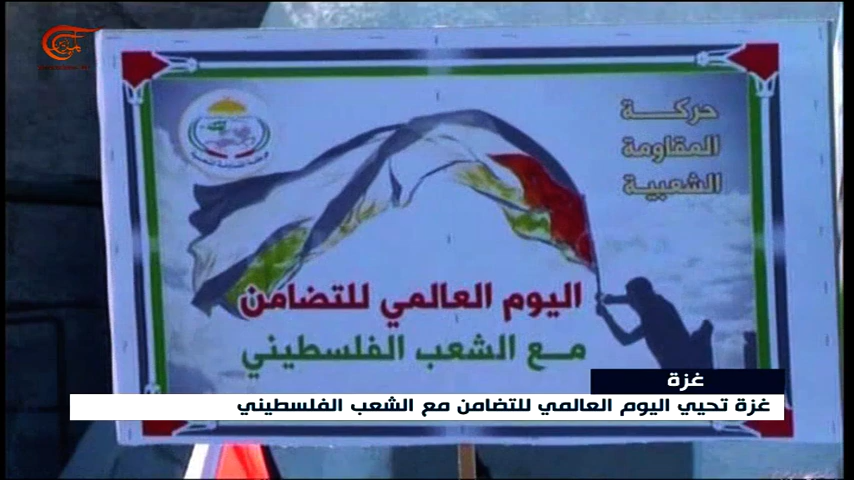 حركة
المقاومة
الشعبية
اليوم العالمي للتضامن
مع الشعب الفلسطيني
غزة
غزة تحيي اليوم العالمي للتضامن مع الشعب الفلسطيني